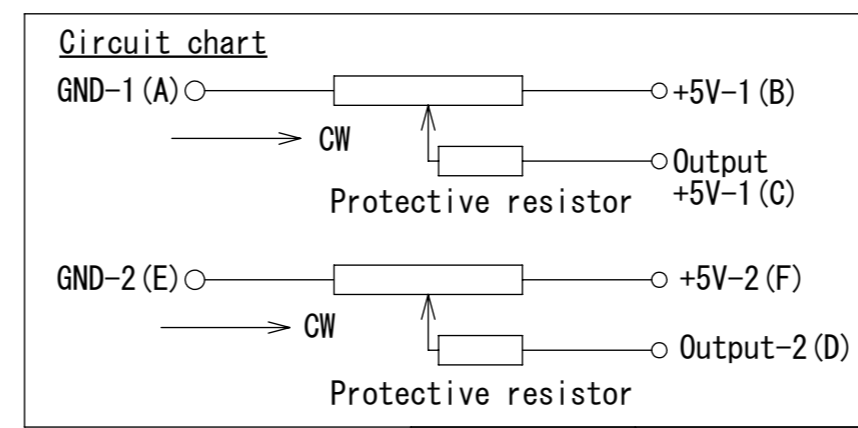 Circuit chart
GND-1(A) +5V-1(B)
CW
Output
+5V-1(C)
Protective resistor
GND-2(E) +5V-2(F)
CW
Output-2(D)
Protective resistor